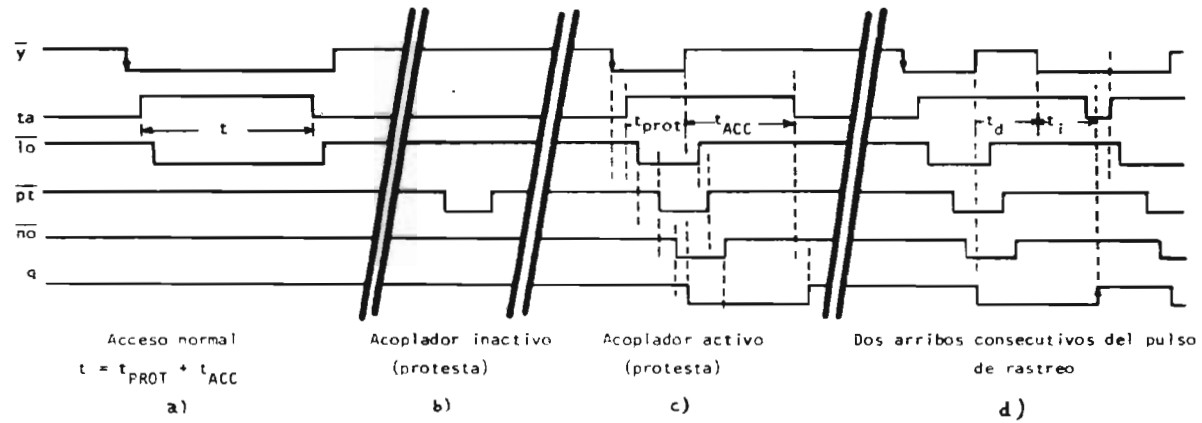 y
ta
t
t prot
t ACC
t d
t i
lo
pt
no
q
Acceso normal
t = t PROT + t ACC
a)
Acoplador inactivo
(protesta)
b)
Acoplador activo
(protesta)
c)
Dos arribos consecutivos del pulso
de rastreo
d)